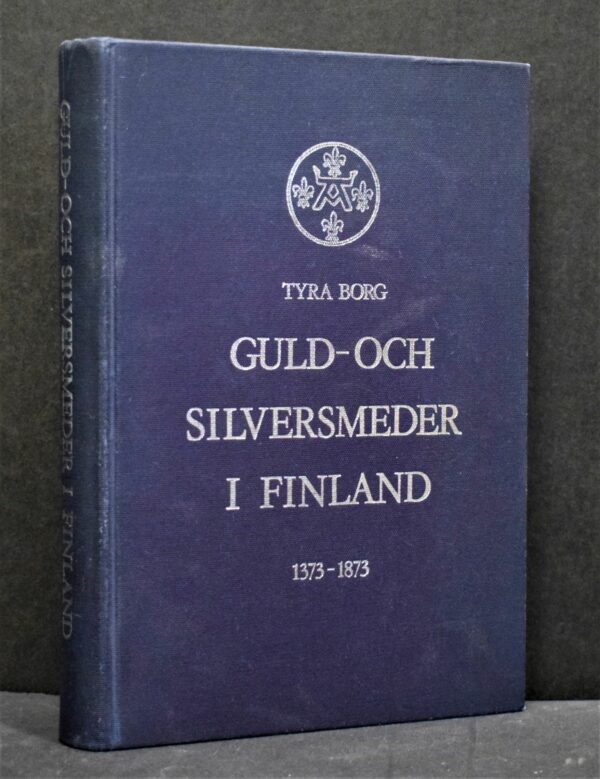 GULD-OCH SILVERSMEDER I FINLAND
A
TYRA BORG
GULD-OCH
SILVERSMEDER
I FINLAND
1373-1873